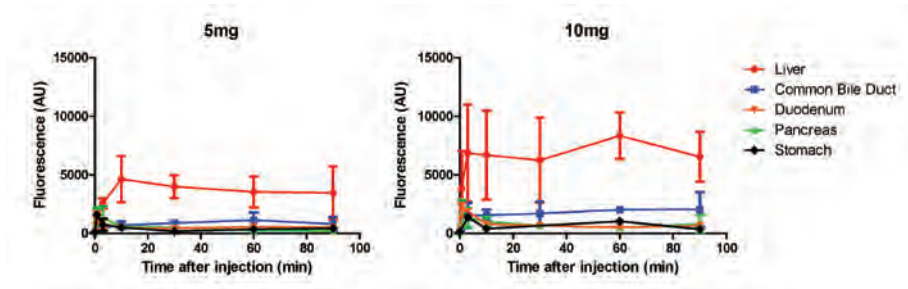 5mg
10mg
Fluorescence (AU)
15000
10000
5000
0
0 20 40 60 80 100
Time after injection (min)
Fluorescence (AU)
15000
10000
5000
0
0 20 40 60 80 100
Time after injection (min)
Liver
Common Bile Duct
Duodenum
Pancreas
Stomach